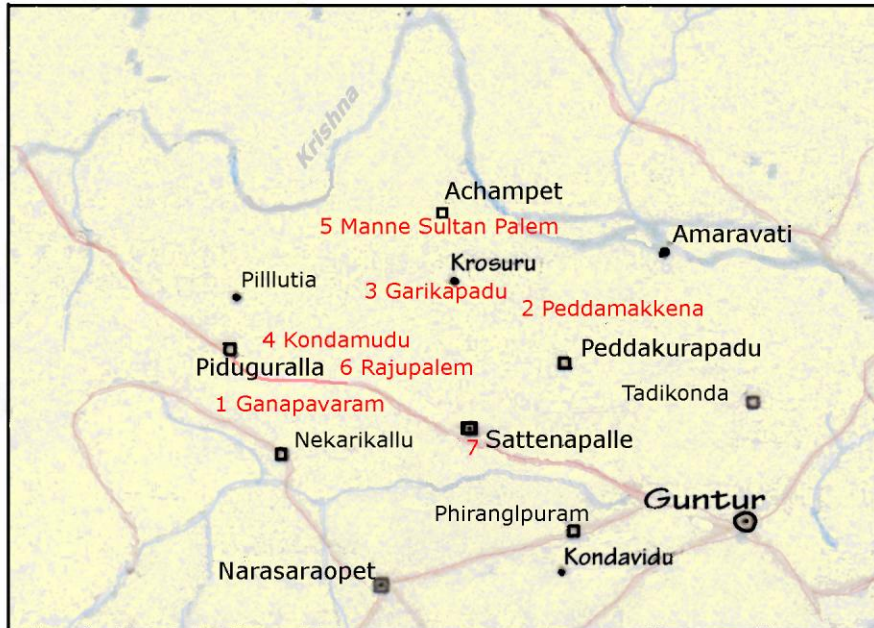 Krishna
Achampet
5 Manne Sultan Palem
Amaravati
Krosuru
Pilllutia
3 Garikapadu
2 Peddamakkena
4 Kondamudu
Piduguralla
6 Rajupalem
Peddakurapadu
Tadikonda
1 Ganapavaram
Nekarikallu
7
Sattenapalle
Guntur
Phiranglpuram
Kondavidu
Narasaraopet